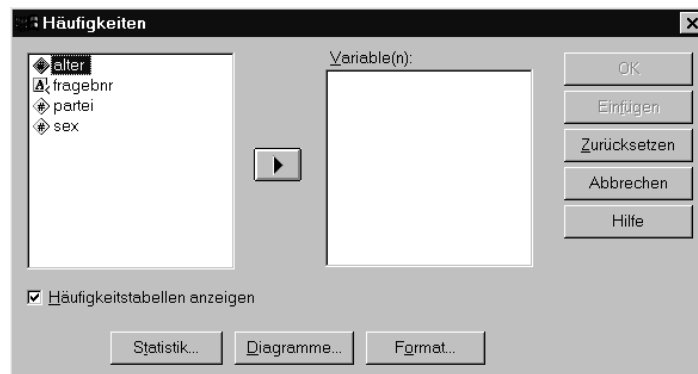 Häufigkeiten
alter
fragebnr
partei
sex
Variable(n):
OK
Einfügen
Zurücksetzen
Abbrechen
Hilfe
Häufigkeitstabellen anzeigen
Statistik...
Diagramme...
Format...